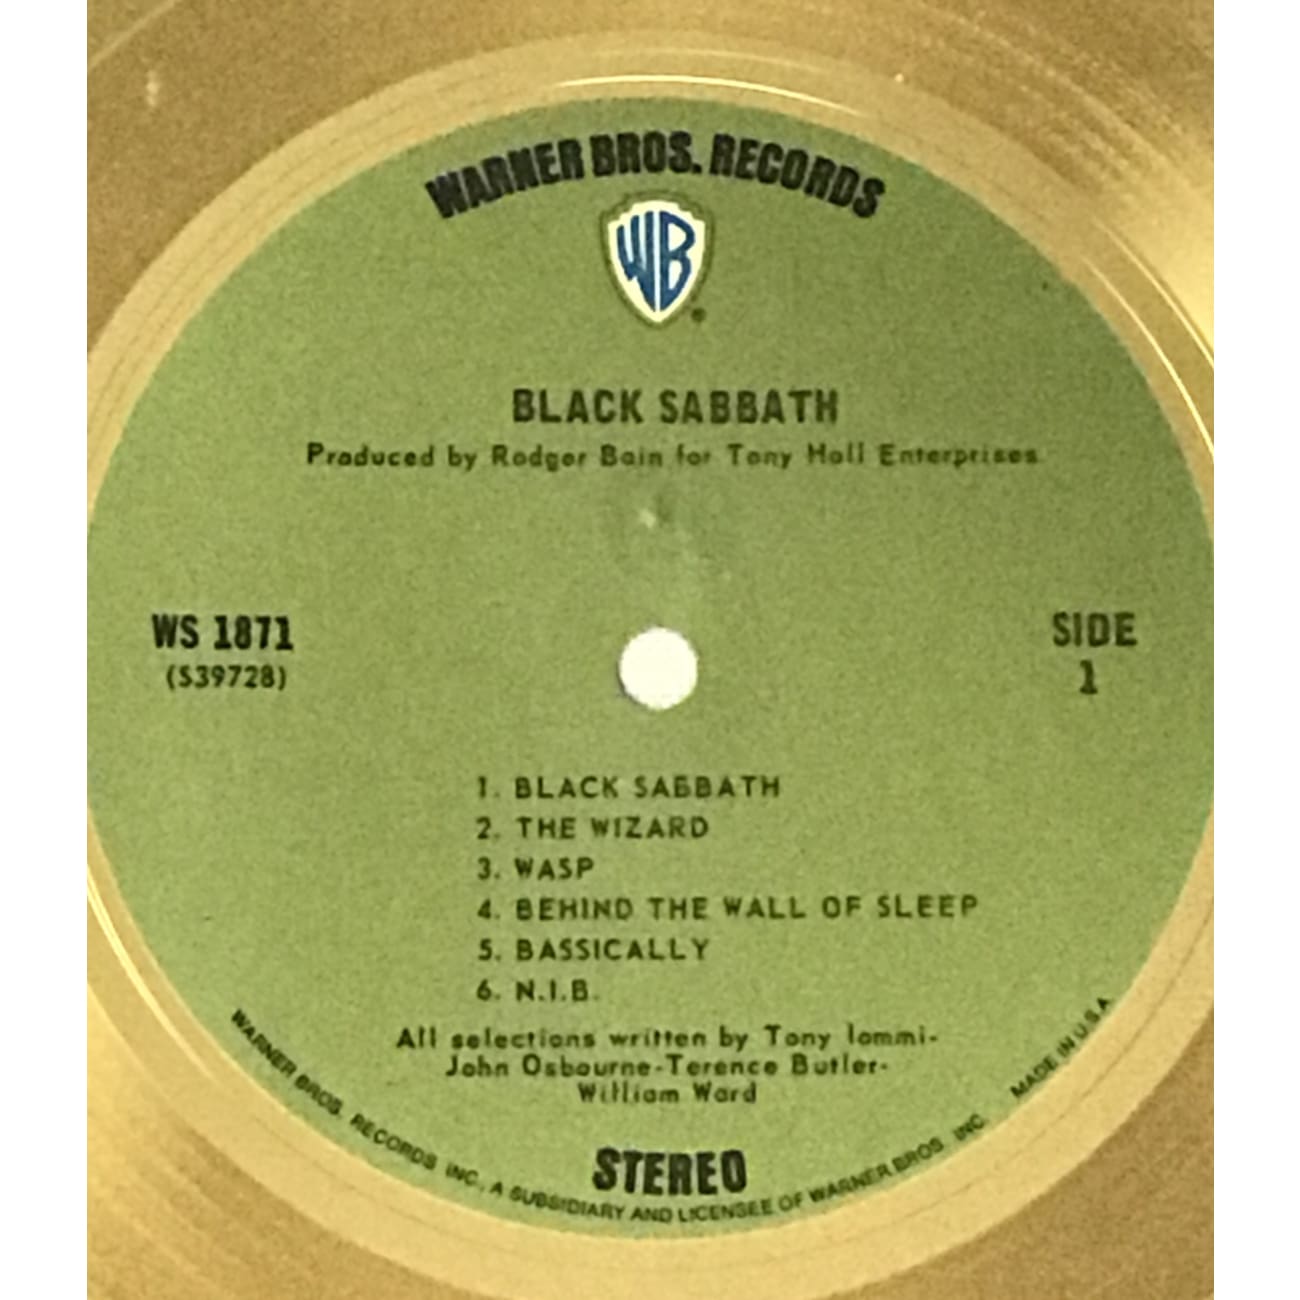 WARNER BROS. RECORDS
WB
BLACK SABBATH
Produced by Rodger Bain for Tony Hall Enterprises
WS 1871
(S39728)
SIDE
1
1. BLACK SABBATH
2. THE WIZARD
3. WASP
4. BEHIND THE WALL OF SLEEP
5. BASSICALLY
6. N.I.B.
All selections written by Tony Iommi-
John Osbourne-Terence Butler-
William Ward
STEREO
WARNER BROS. RECORDS INC., A SUBSIDIARY AND LICENSEE OF WARNER BROS. INC. MADE IN U.S.A.